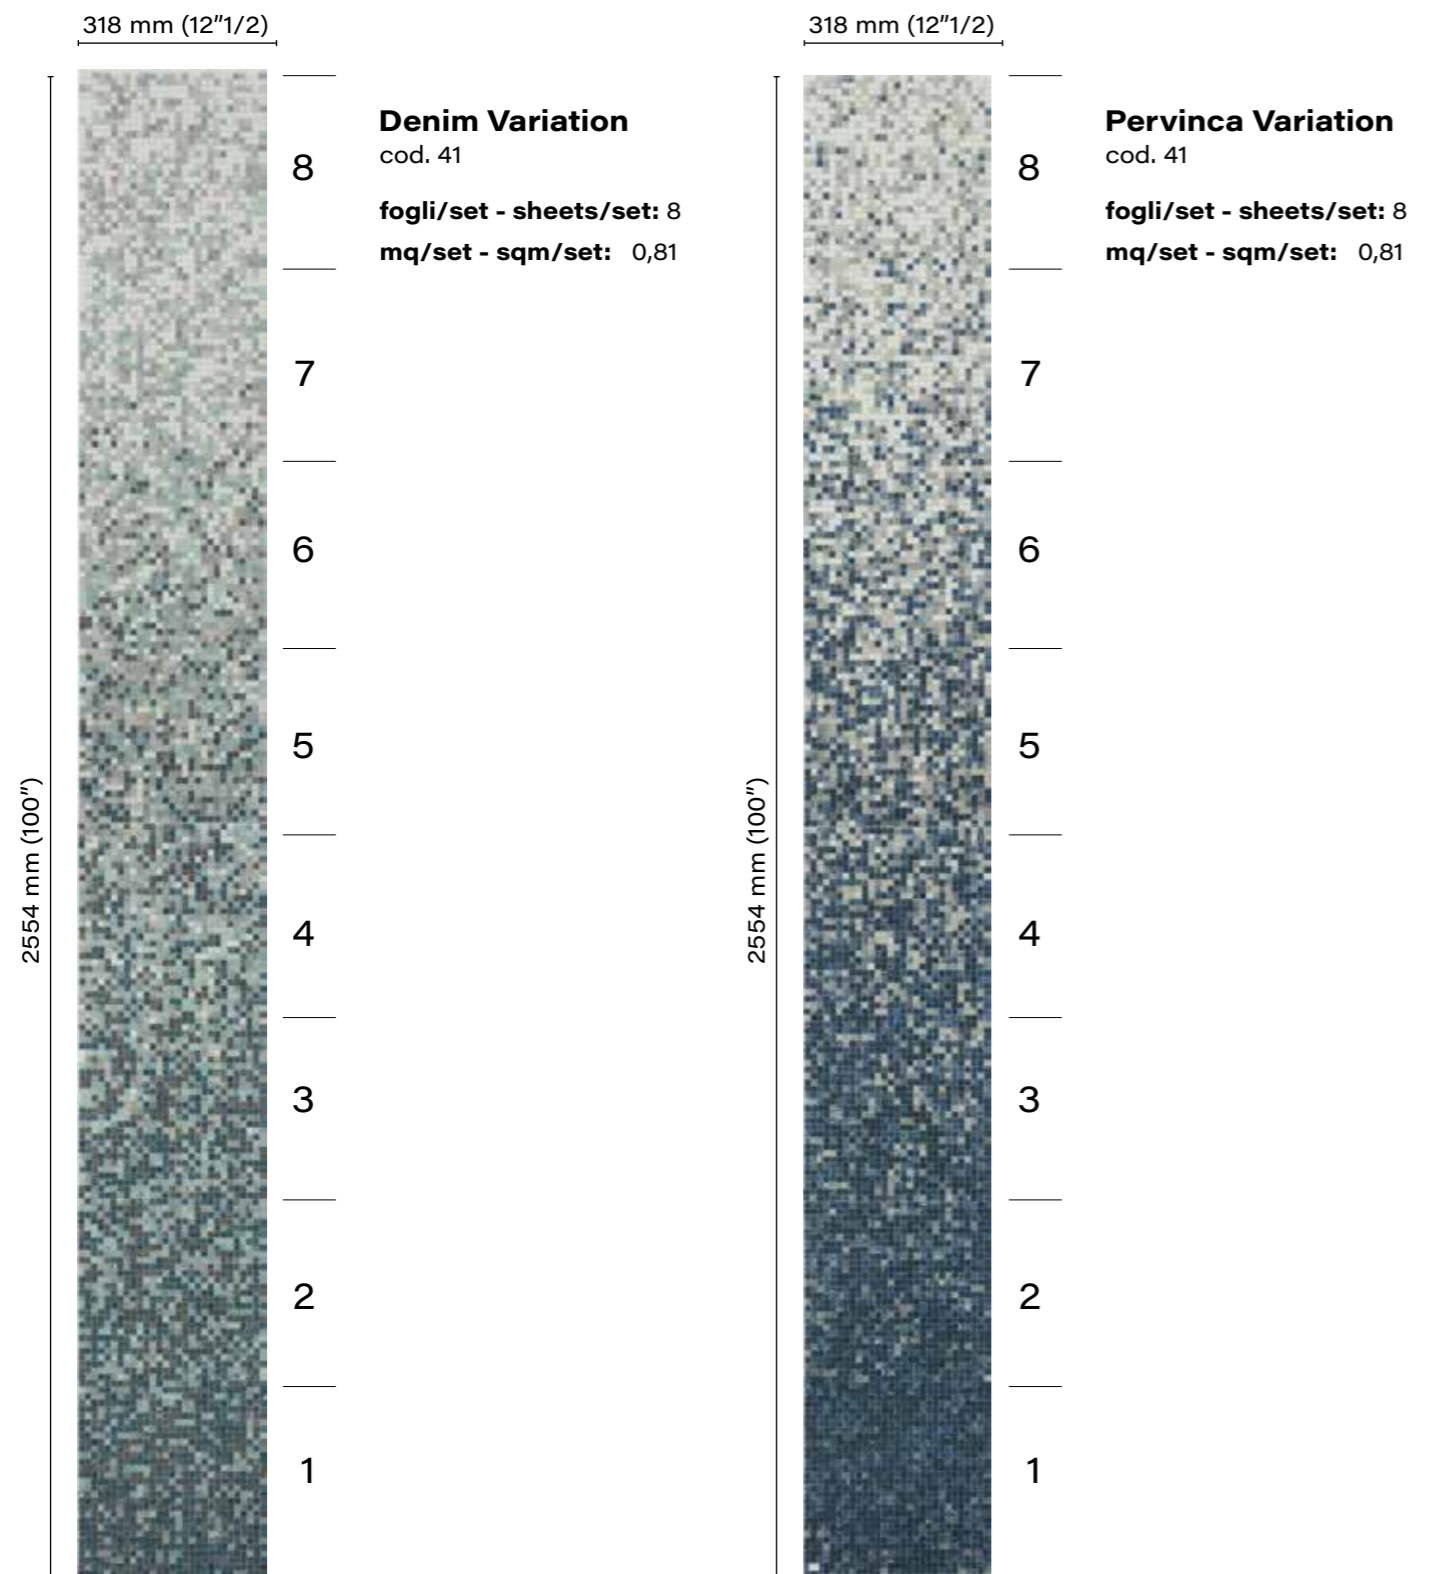 318 mm (12"1/2)
Denim Variation
cod. 41
fogli/set - sheets/set: 8
mq/set - sqm/set: 0,81
8
7
6
5
4
3
2
1
2554 mm (100")
318 mm (12"1/2)
Pervinca Variation
cod. 41
fogli/set - sheets/set: 8
mq/set - sqm/set: 0,81
8
7
6
5
4
3
2
1
2554 mm (100")